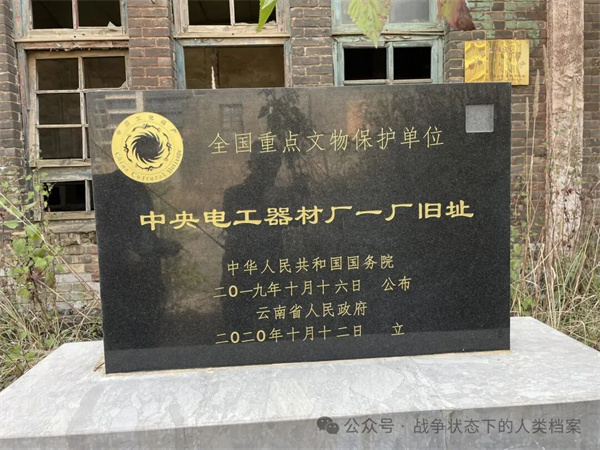 全国重点文物保护单位
中央电工器材厂一厂旧址
中华人民共和国国务院
二〇一九年十月十六日 公布
云南省人民政府
二〇二〇年十月十二日 立
公众号·战争状态下的人类档案